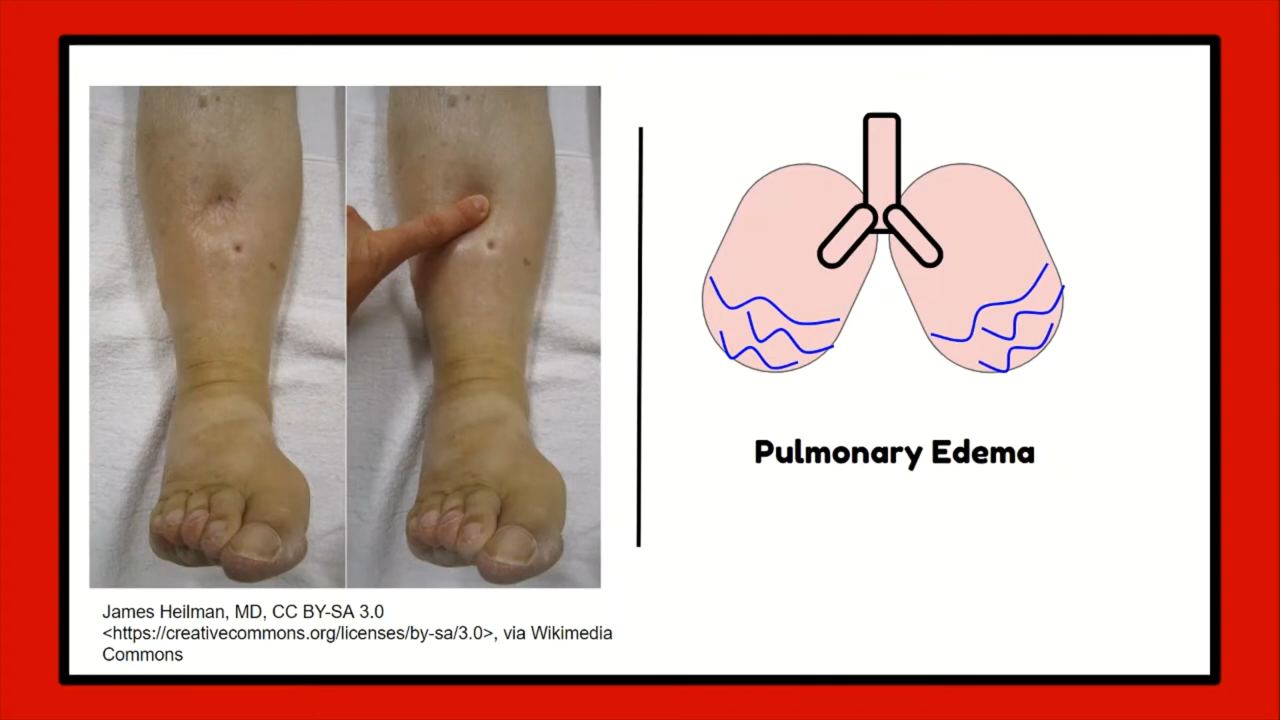 James Heilman, MD, CC BY-SA 3.0
<https://creativecommons.org/licenses/by-sa/3.0>, via Wikimedia
Commons
Pulmonary Edema